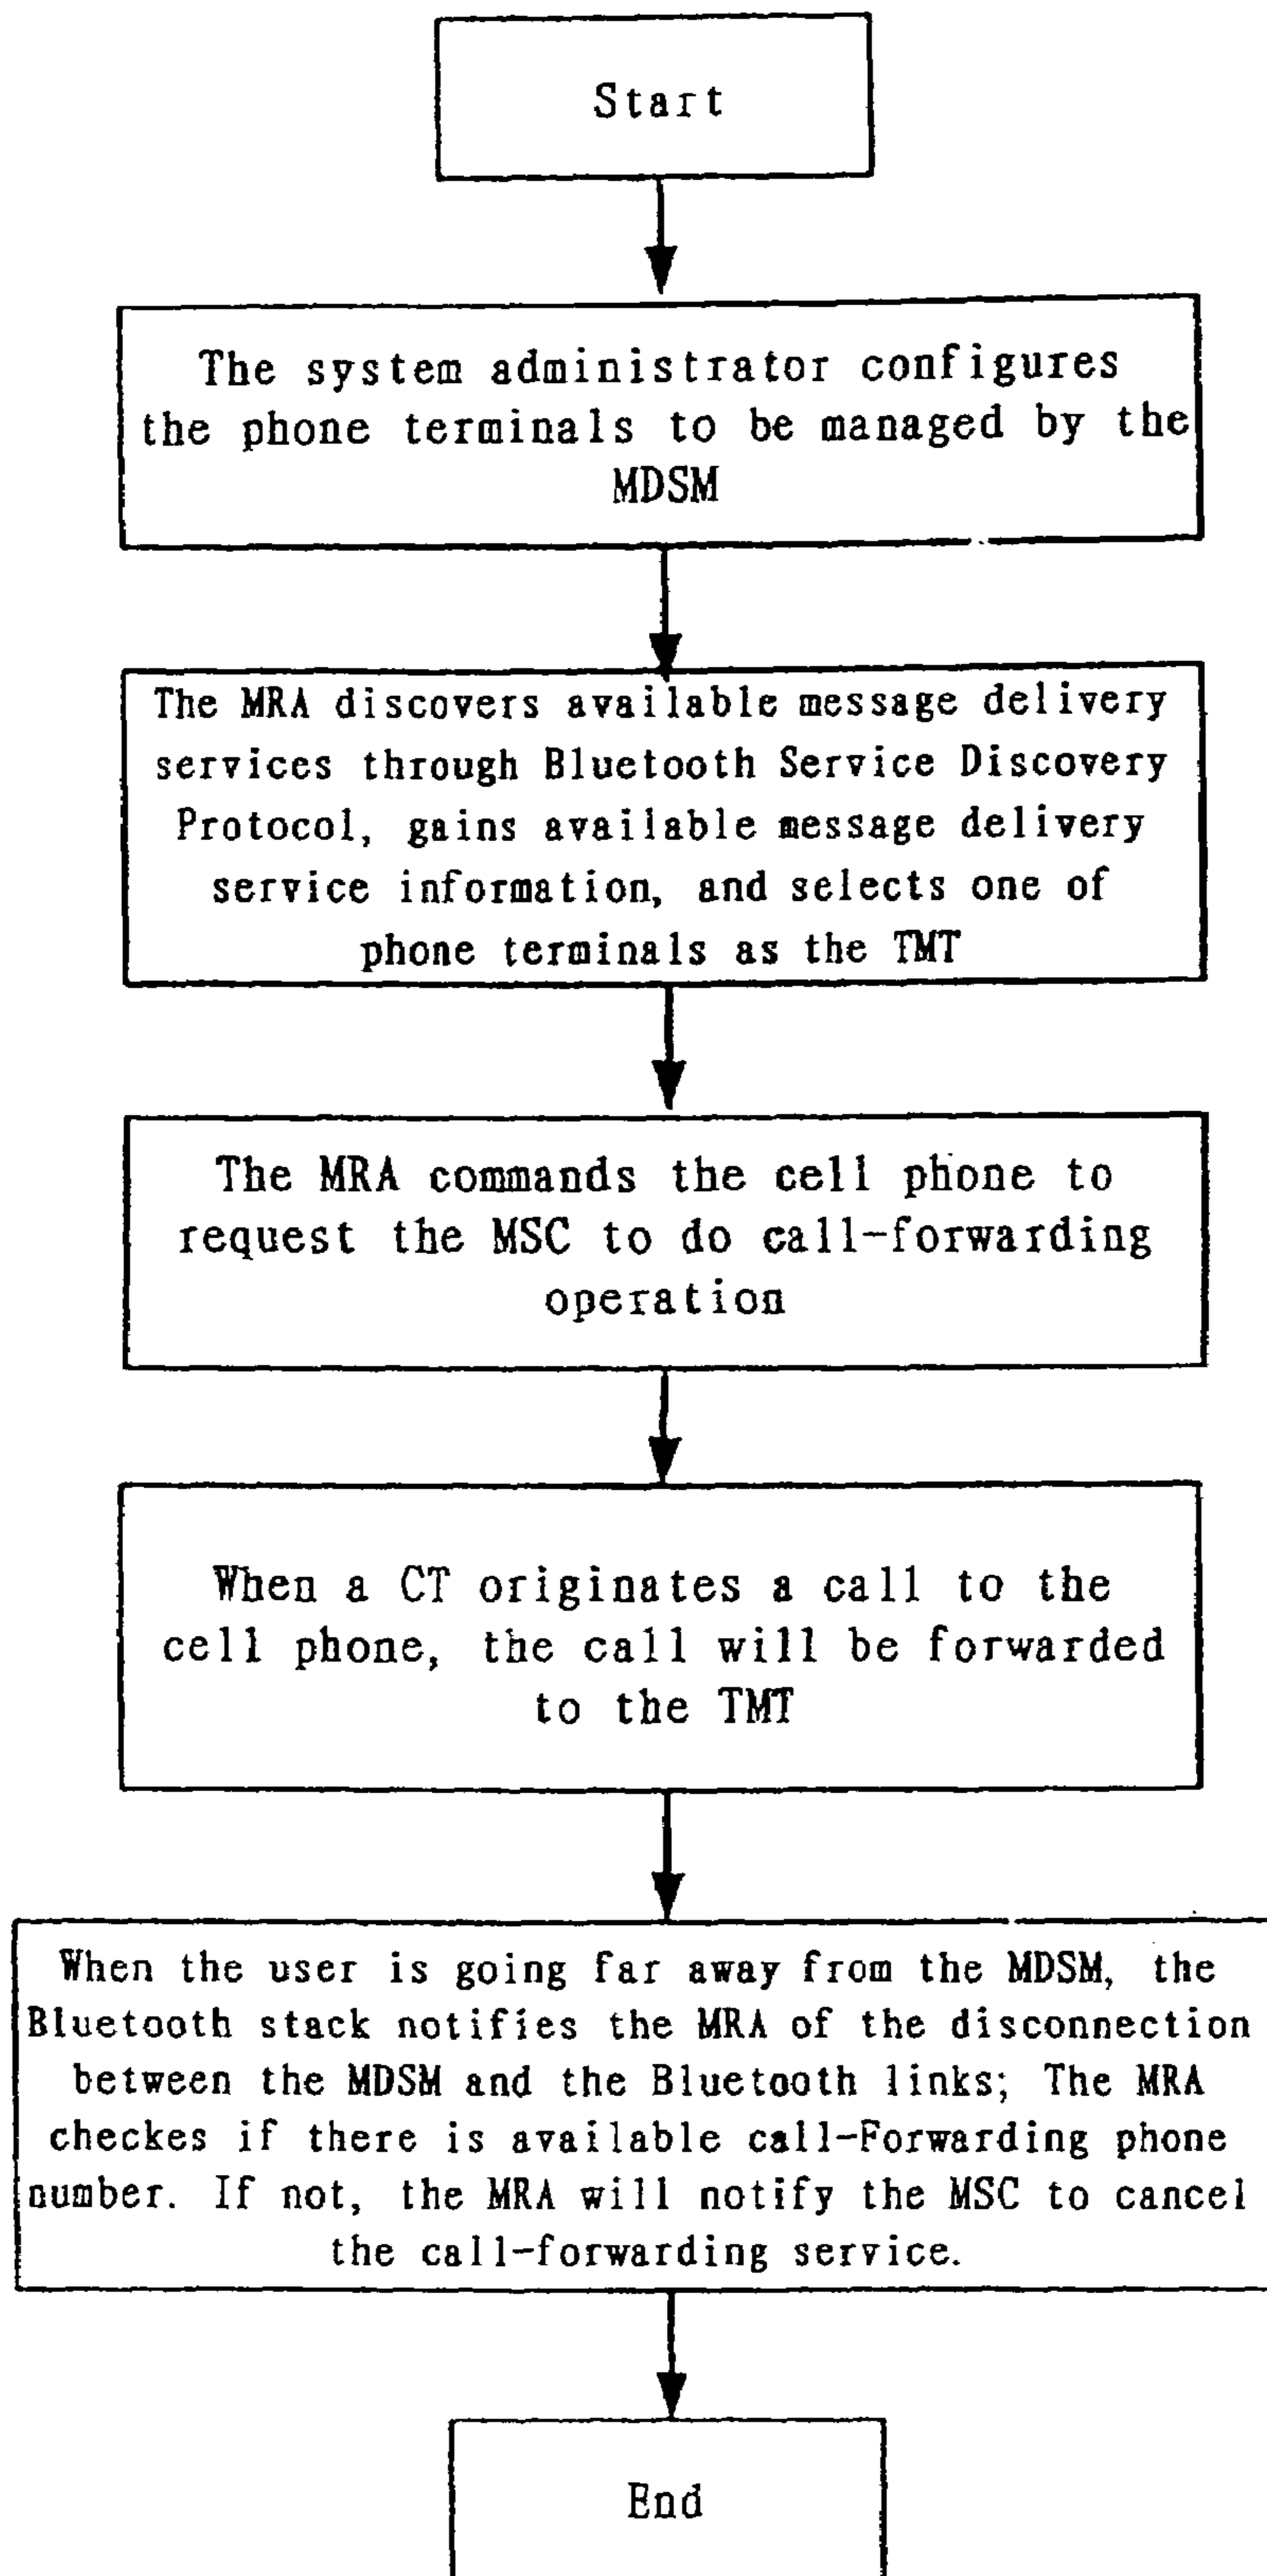 Start
The system administrator configures
the phone terminals to be managed by the
MDSM
The MRA discovers available message delivery
services through Bluetooth Service Discovery
Protocol, gains available message delivery
service information, and selects one of
phone terminals as the TMT
The MRA commands the cell phone to
request the MSC to do call-forwarding
operation
When a CT originates a call to the
cell phone, the call will be forwarded
to the TMT
When the user is going far away from the MDSM, the
Bluetooth stack notifies the MRA of the disconnection
between the MDSM and the Bluetooth links; The MRA
checkes if there is available call-Forwarding phone
number. If not, the MRA will notify the MSC to cancel
the call-forwarding service.
End